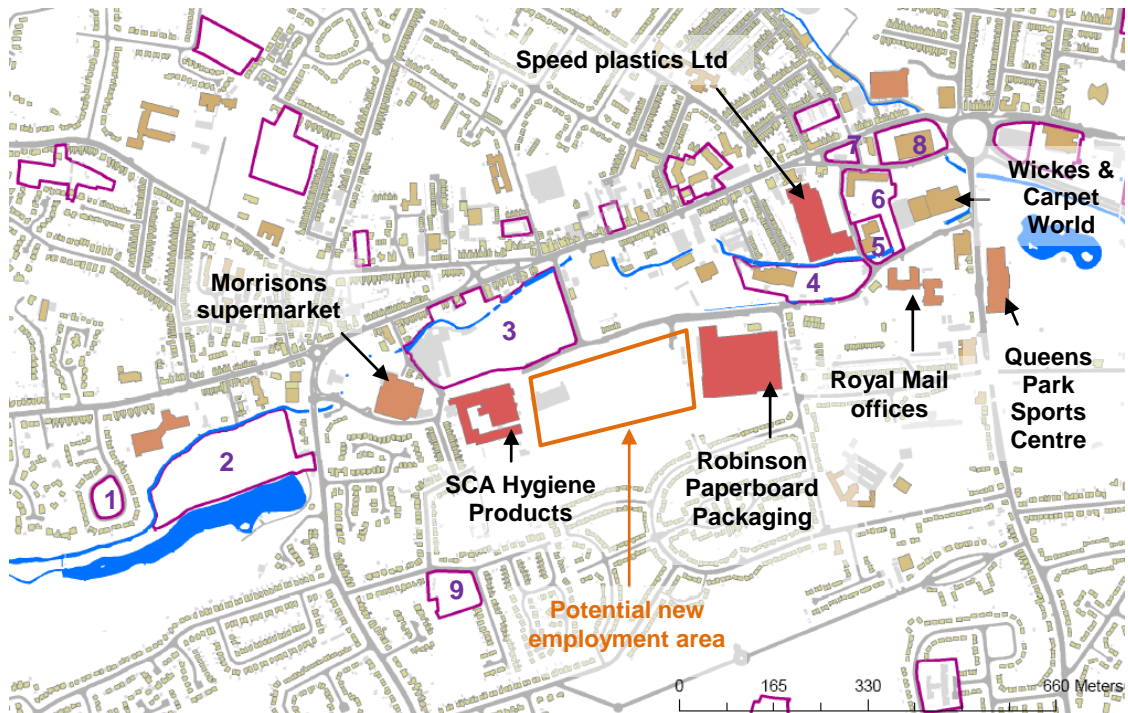 Speed plastics Ltd
7
8
Wickes &
Carpet
World
6
5
4
Morrisons
supermarket
3
Royal Mail
offices
Queens
Park
Sports
Centre
2
1
SCA Hygiene
Products
Robinson
Paperboard
Packaging
9
Potential new
employment area
0 165 330 660 Meters